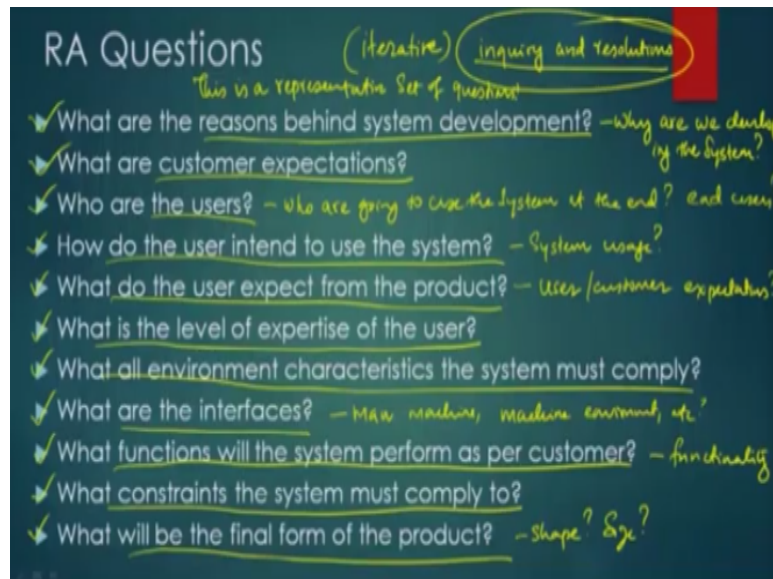 RA Questions (iterative) inquiry and resolutions
This is a representative set of questions
What are the reasons behind system development? - Why are we develop
ing the System?
What are customer expectations?
Who are the users? - who are going to use the System at the end? end users?
How do the user intend to use the system? - System usage?
What do the user expect from the product? - User/customer expectations?
What is the level of expertise of the user?
What all environment characteristics the system must comply?
What are the interfaces? - Man machine, machine environment, etc?
What functions will the system perform as per customer? - functionality
What constraints the system must comply to?
What will be the final form of the product? - Shape? Size?